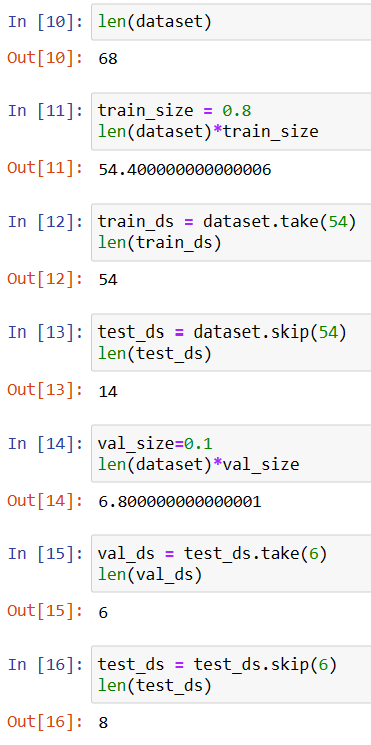 In [10]: len(dataset)
Out[10]: 68
In [11]: train_size = 0.8
len(dataset)*train_size
Out[11]: 54.400000000000006
In [12]: train_ds = dataset.take(54)
len(train_ds)
Out[12]: 54
In [13]: test_ds = dataset.skip(54)
len(test_ds)
Out[13]: 14
In [14]: val_size=0.1
len(dataset)*val_size
Out[14]: 6.800000000000001
In [15]: val_ds = test_ds.take(6)
len(val_ds)
Out[15]: 6
In [16]: test_ds = test_ds.skip(6)
len(test_ds)
Out[16]: 8